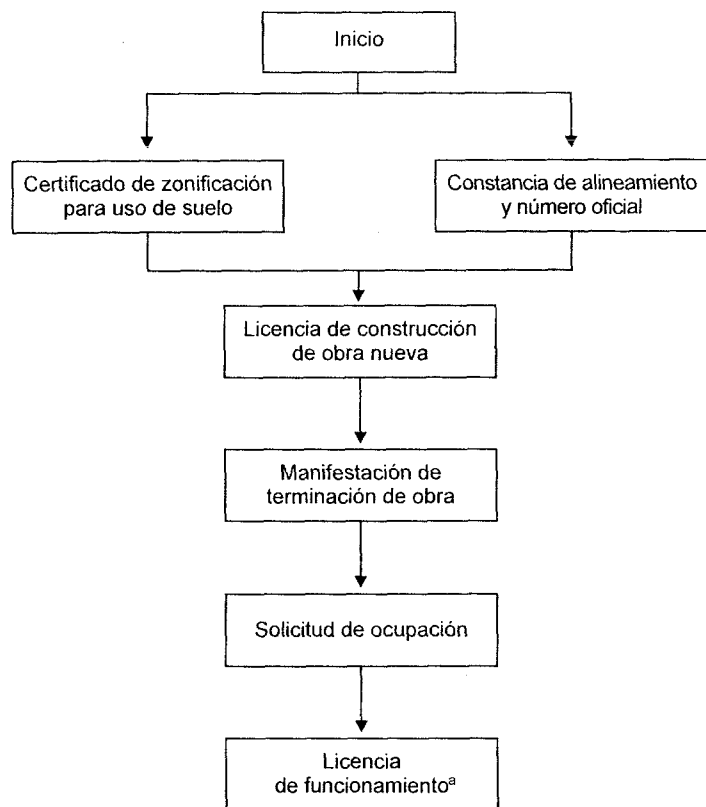 Inicio
Certificado de zonificación
para uso de suelo
Constancia de alineamiento
y número oficial
Licencia de construcción
de obra nueva
Manifestación de
terminación de obra
Solicitud de ocupación
Licencia
de funcionamientoᵃ